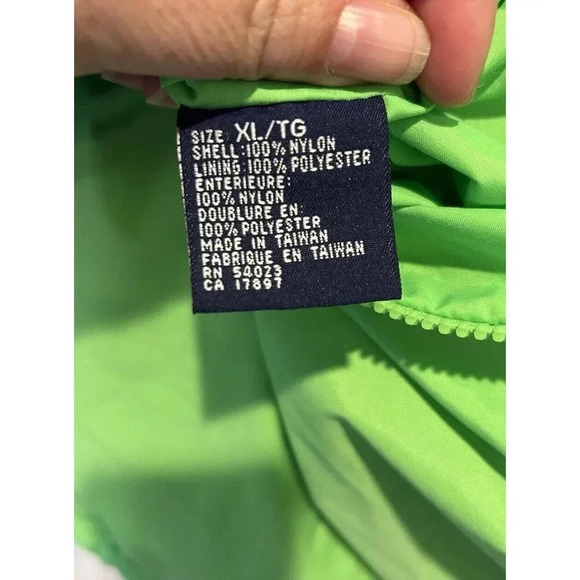 SIZE XL/TG
SHELL:100% NYLON
LINING 100% POLYESTER
ENTERIEURE:
100% NYLON
DOUBLURE EN:
100% POLYESTER
MADE IN TAIWAN
FABRIQUE EN TAIWAN
RN 54023
CA 17897